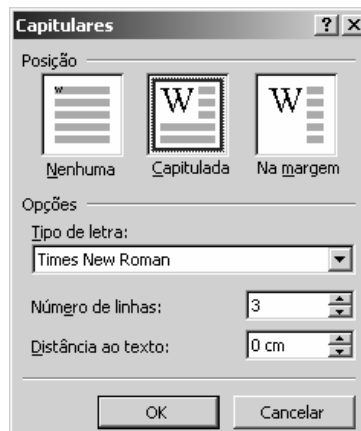 Capitulares ? X
Posição
W W W
Nenhuma Capitulada Na margem
Opções
Tipo de letra:
Times New Roman
Número de linhas: 3
Distância ao texto: 0 cm
OK Cancelar